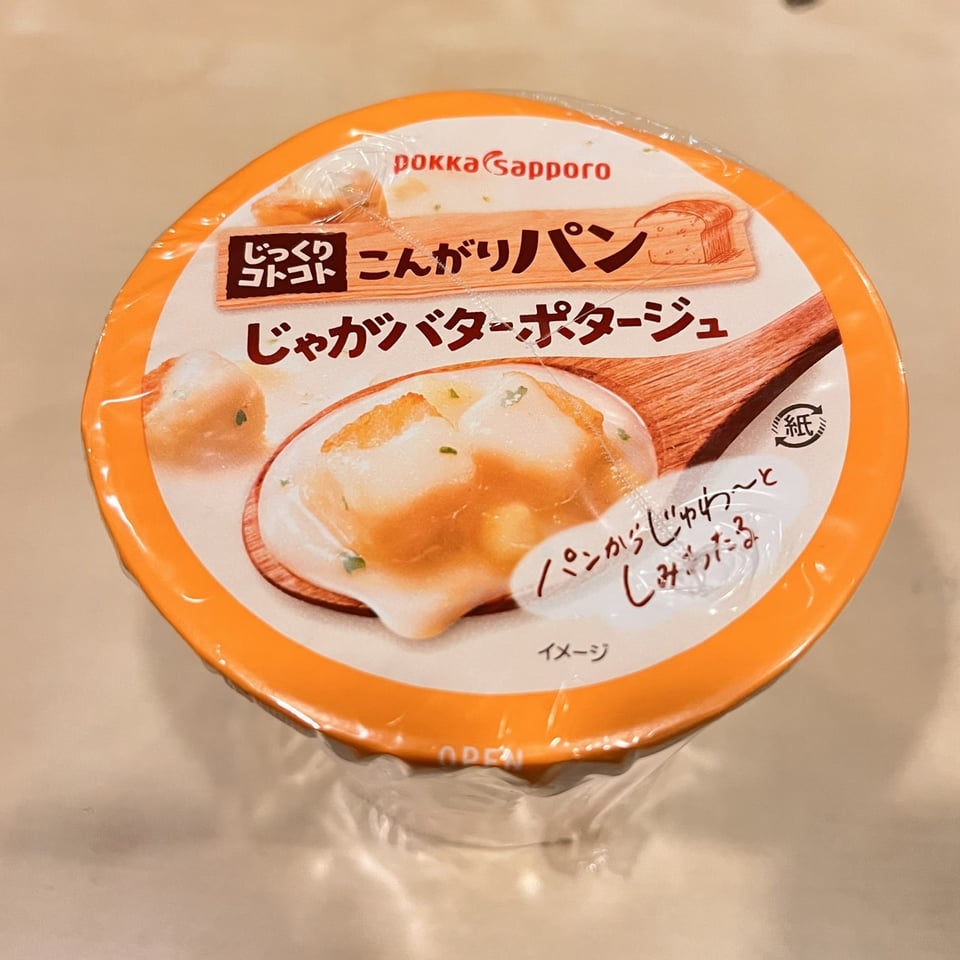 pokka sapporo
じっくり
コトコト
こんがりパン
じゃがバターポタージュ
紙
パンからじゅわ～と
しみわたる
イメージ
OPEN